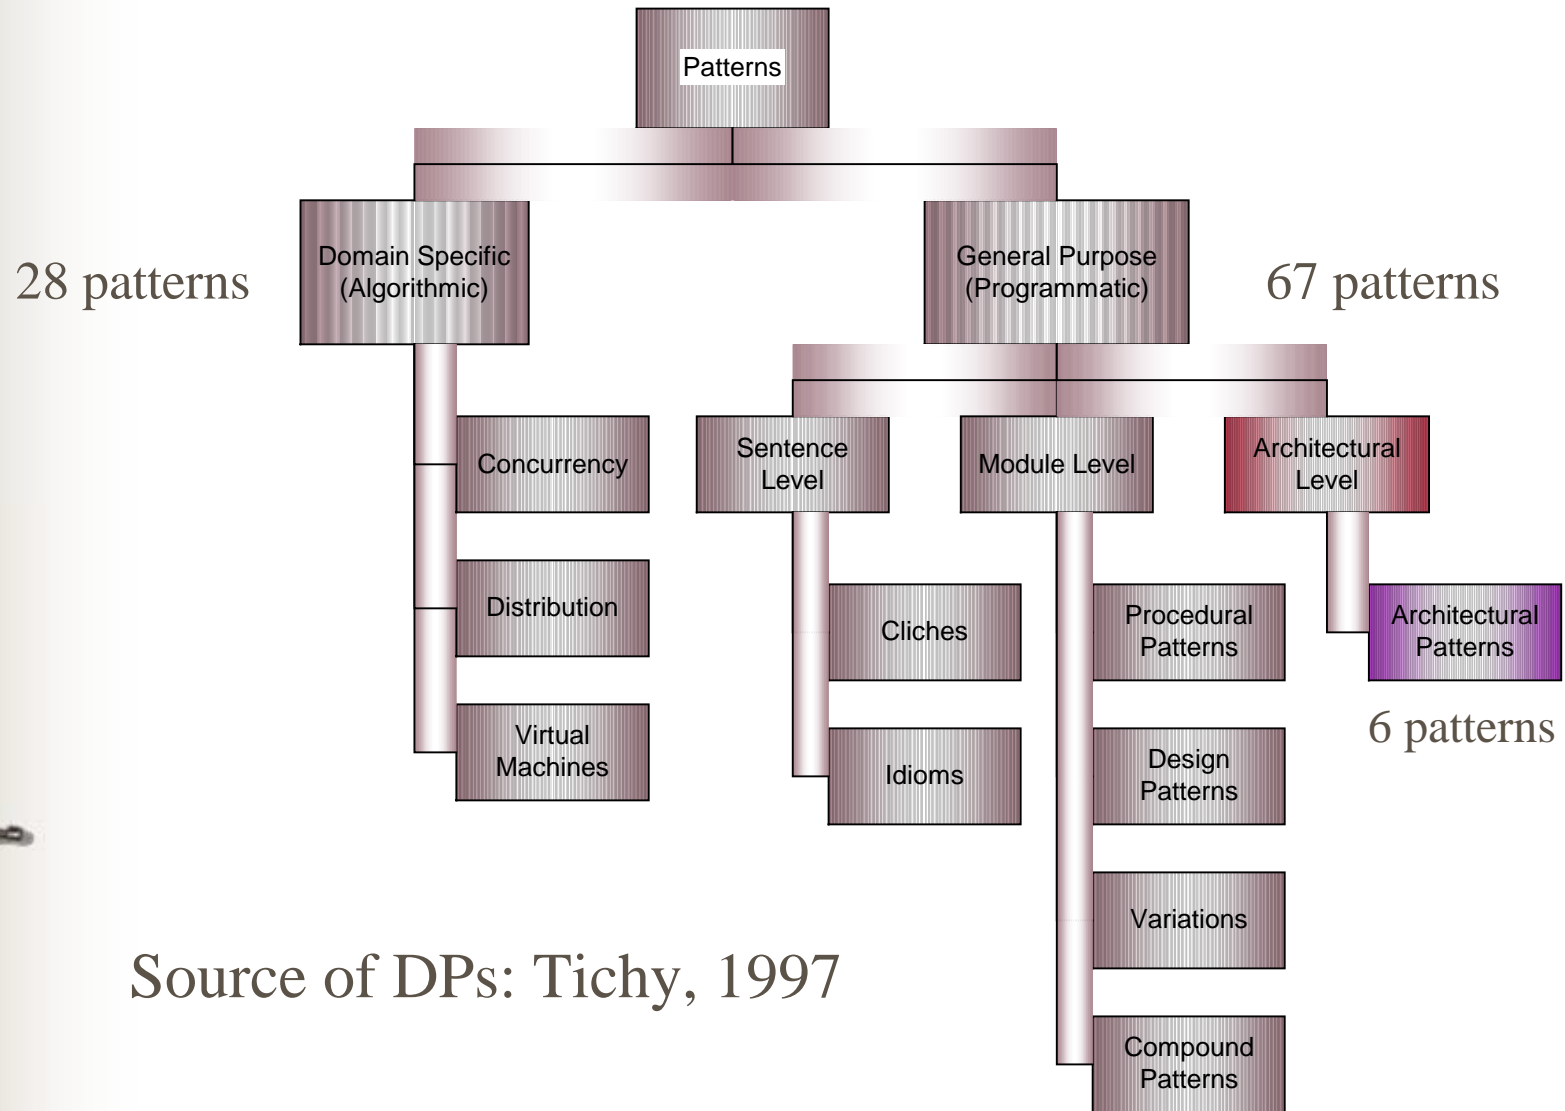 Patterns
28 patterns
Domain Specific
(Algorithmic)
General Purpose
(Programmatic)
67 patterns
Concurrency
Distribution
Virtual
Machines
Sentence
Level
Cliches
Idioms
Module Level
Procedural
Patterns
Design
Patterns
Variations
Compound
Patterns
Architectural
Level
Architectural
Patterns
6 patterns
Source of DPs: Tichy, 1997